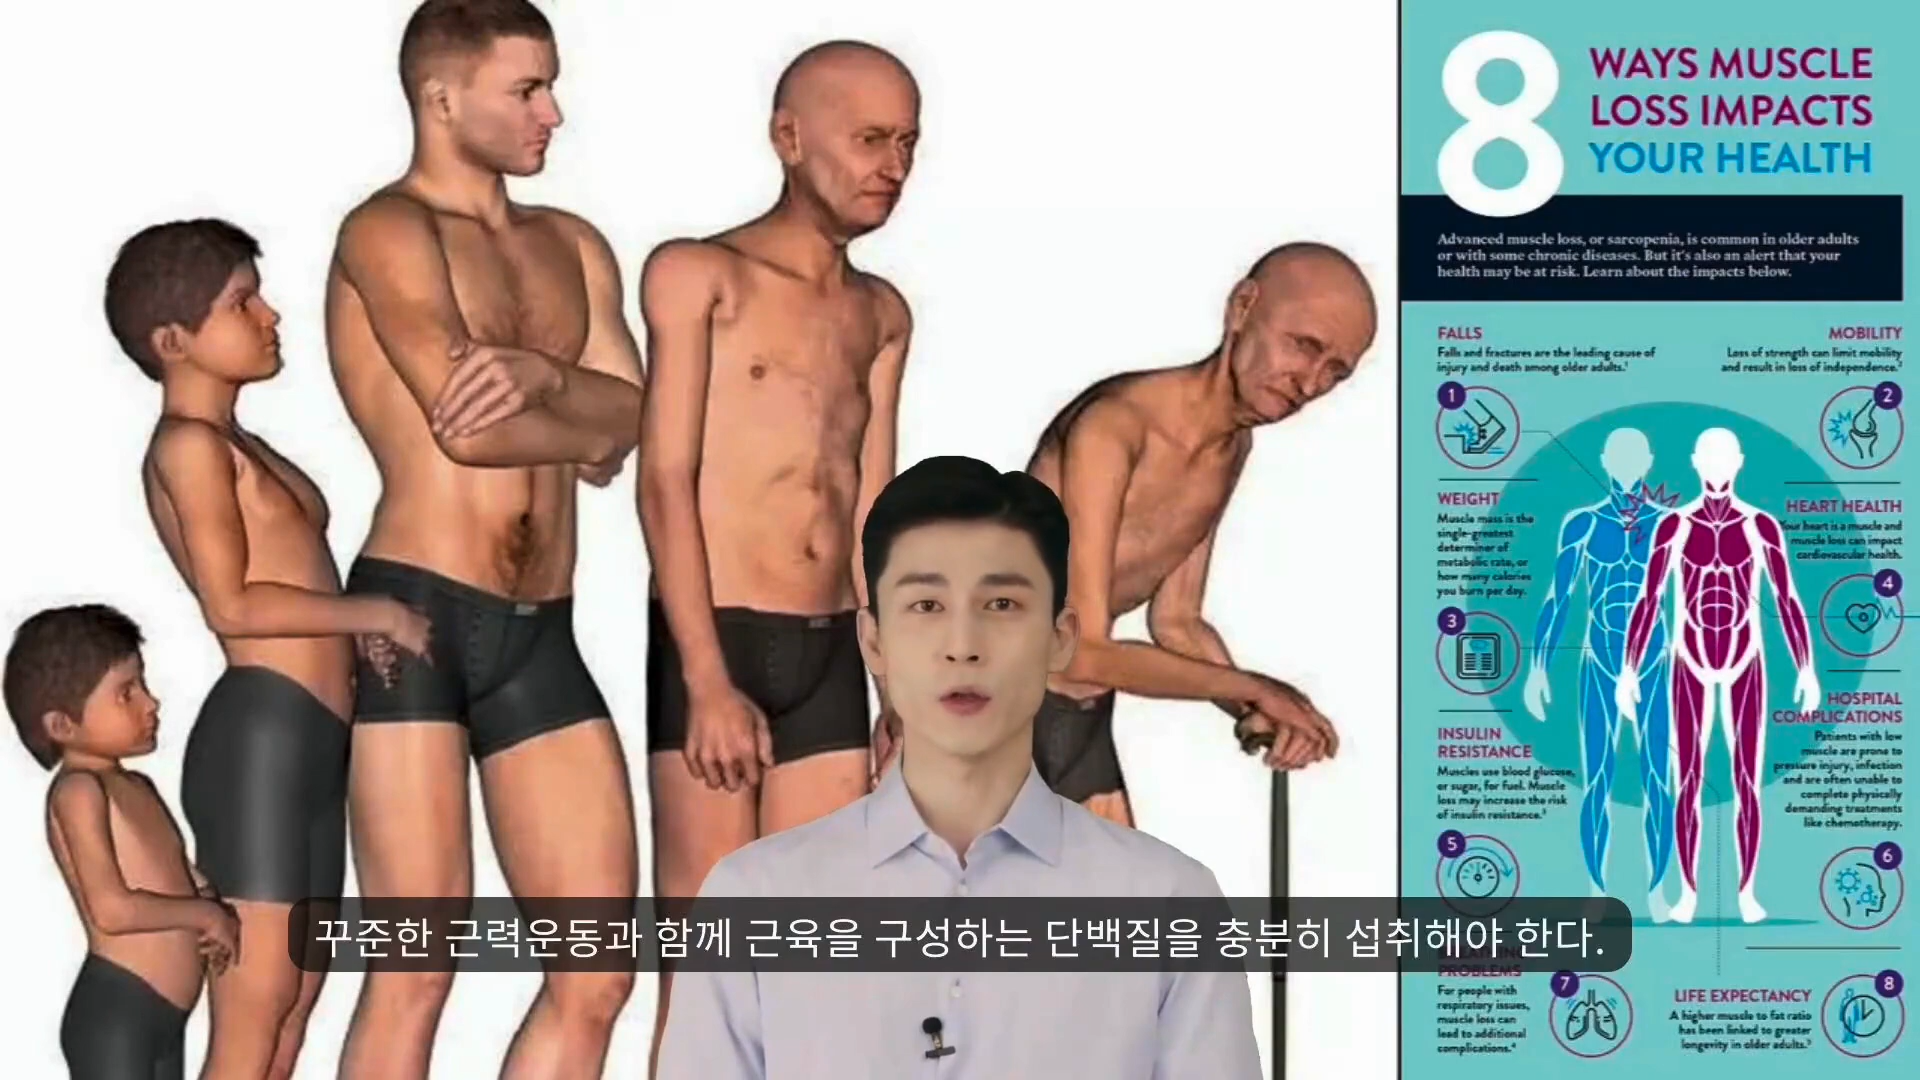 8
WAYS MUSCLE
LOSS IMPACTS
YOUR HEALTH
Advanced muscle loss, or sarcopenia, is common in older adults
or with some chronic diseases. But it's also an alert that your
health may be at risk. Learn about the impacts below.
FALLS
Falls and fractures are the leading cause of
injury and death among older adults.¹
1
MOBILITY
Loss of strength can limit mobility
and result in loss of independence.²
2
WEIGHT
Muscle mass is the
single-greatest
determiner of
metabolic rate, or
how many calories
you burn per day.
3
HEART HEALTH
Your heart is a muscle and
muscle loss can impact
cardiovascular health.
4
INSULIN
RESISTANCE
Muscles use blood glucose,
or sugar, for fuel. Muscle
loss may increase the risk
of insulin resistance.³
5
HOSPITAL
COMPLICATIONS
Patients with low
muscle are prone to
pressure injury, infection
and are often unable to
complete physically
demanding treatments
like chemotherapy.
6
꾸준한 근력운동과 함께 근육을 구성하는 단백질을 충분히 섭취해야 한다.
BREATHING
PROBLEMS
For people with
respiratory issues,
muscle loss can
lead to additional
complications.⁴
7
LIFE EXPECTANCY
A higher muscle to fat ratio
has been linked to greater
longevity in older adults.⁵
8